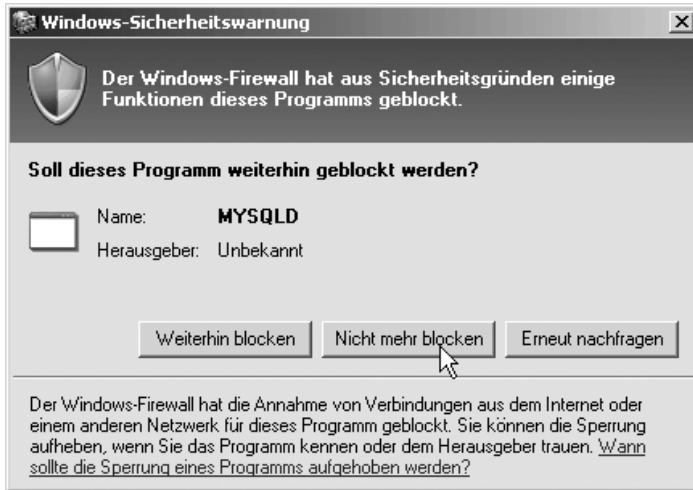 Windows-Sicherheitswarnung
Der Windows-Firewall hat aus Sicherheitsgründen einige
Funktionen dieses Programms geblockt.
Soll dieses Programm weiterhin geblockt werden?
Name: MYSQLD
Herausgeber: Unbekannt
Weiterhin blocken Nicht mehr blocken Erneut nachfragen
Der Windows-Firewall hat die Annahme von Verbindungen aus dem Internet oder
einem anderen Netzwerk für dieses Programm geblockt. Sie können die Sperrung
aufheben, wenn Sie das Programm kennen oder dem Herausgeber trauen. Wann
sollte die Sperrung eines Programms aufgehoben werden?